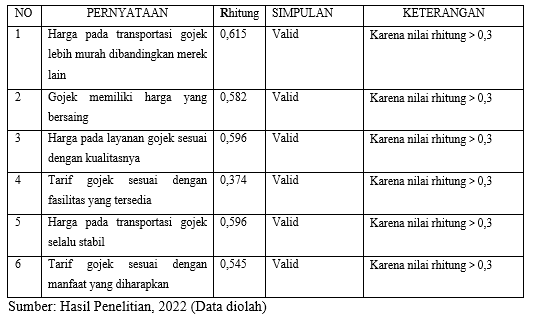 NO PERNYATAAN Rhitung SIMPULAN KETERANGAN
1 Harga pada transportasi gojek 0,615 Valid Karena nilai rhitung > 0,3
lebih murah dibandingkan merek
lain
2 Gojek memiliki harga yang 0,582 Valid Karena nilai rhitung > 0,3
bersaing
3 Harga pada layanan gojek sesuai 0,596 Valid Karena nilai rhitung > 0,3
dengan kualitasnya
4 Tarif gojek sesuai dengan 0,374 Valid Karena nilai rhitung > 0,3
fasilitas yang tersedia
5 Harga pada transportasi gojek 0,596 Valid Karena nilai rhitung > 0,3
selalu stabil
6 Tarif gojek sesuai dengan 0,545 Valid Karena nilai rhitung > 0,3
manfaat yang diharapkan
Sumber: Hasil Penelitian, 2022 (Data diolah)